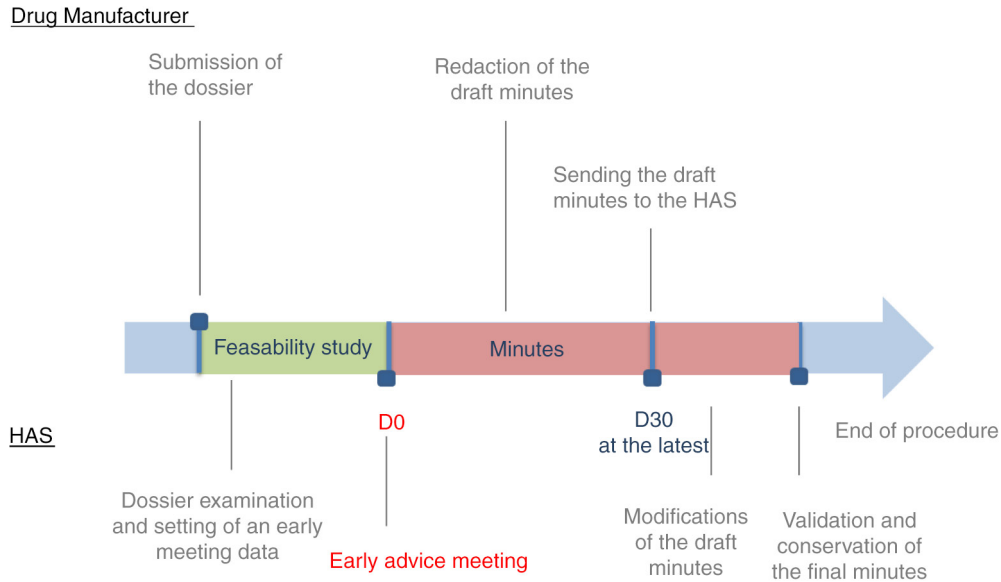 Drug Manufacturer
Submission of
the dossier
Redaction of the
draft minutes
Sending the draft
minutes to the HAS
Feasability study
Minutes
D0
D30
at the latest
HAS
End of procedure
Dossier examination
and setting of an early
meeting data
Early advice meeting
Modifications
of the draft
minutes
Validation and
conservation of
the final minutes